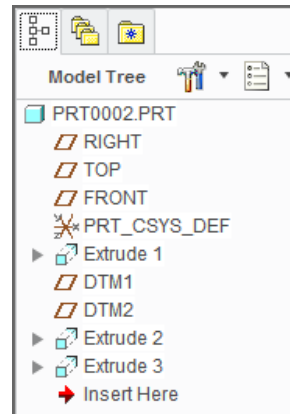 Model Tree
PRT0002.PRT
RIGHT
TOP
FRONT
PRT_CSYS_DEF
Extrude 1
DTM1
DTM2
Extrude 2
Extrude 3
Insert Here